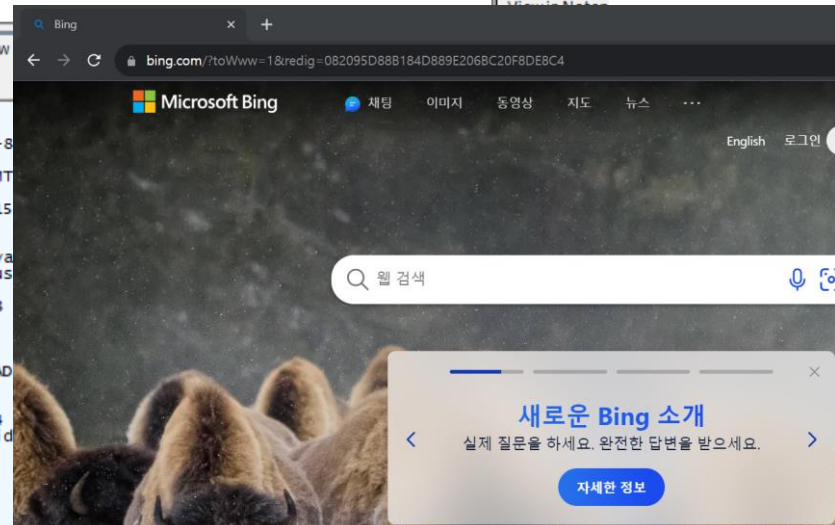 Bing
bing.com/?toWww=1&redig=082095D88B184D889E206BC20F8DE8C4
Microsoft Bing 채팅 이미지 동영상 지도 뉴스 ...
English 로그인
웹 검색
새로운 Bing 소개
실제 질문을 하세요. 완전한 답변을 받으세요.
자세한 정보